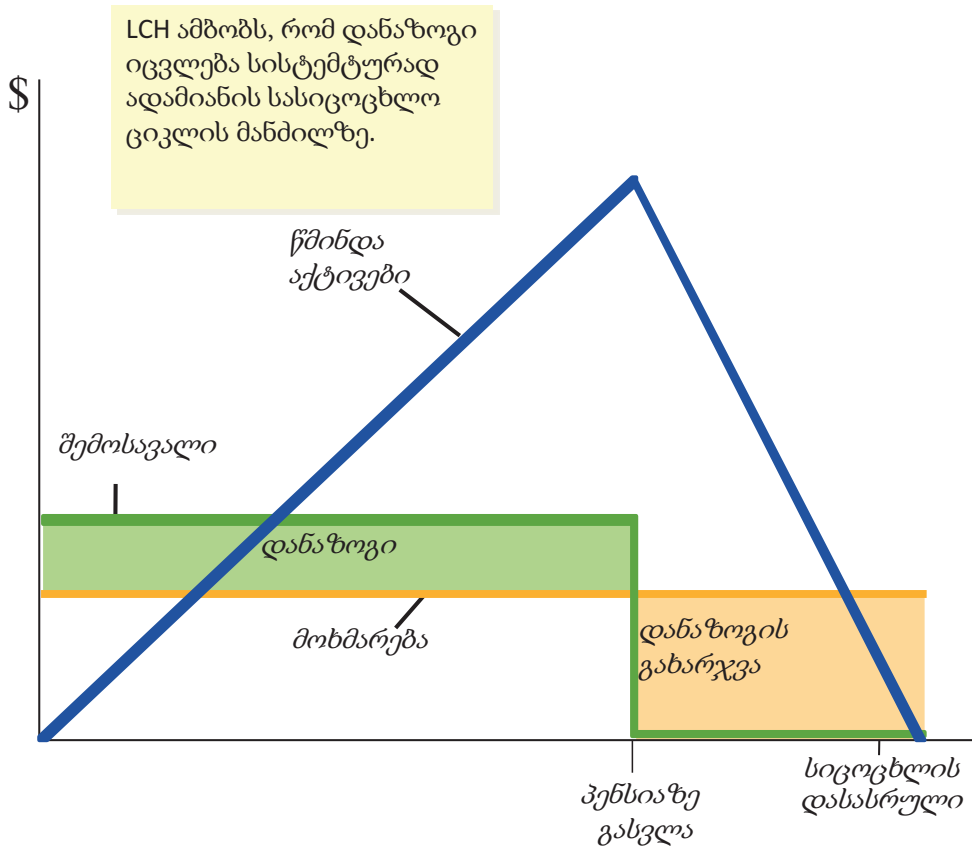 LCH ამბობს, რომ დანაზოგი
იცვლება სისტემტურად
ადამიანის სასიცოცხლო
ციკლის მანძილზე.
$
წმინდა
აქტივები
შემოსავალი
დანაზოგი
მოხმარება
დანაზოგის
გახარჯვა
პენსიაზე
გასვლა
სიცოცხლის
დასასრული